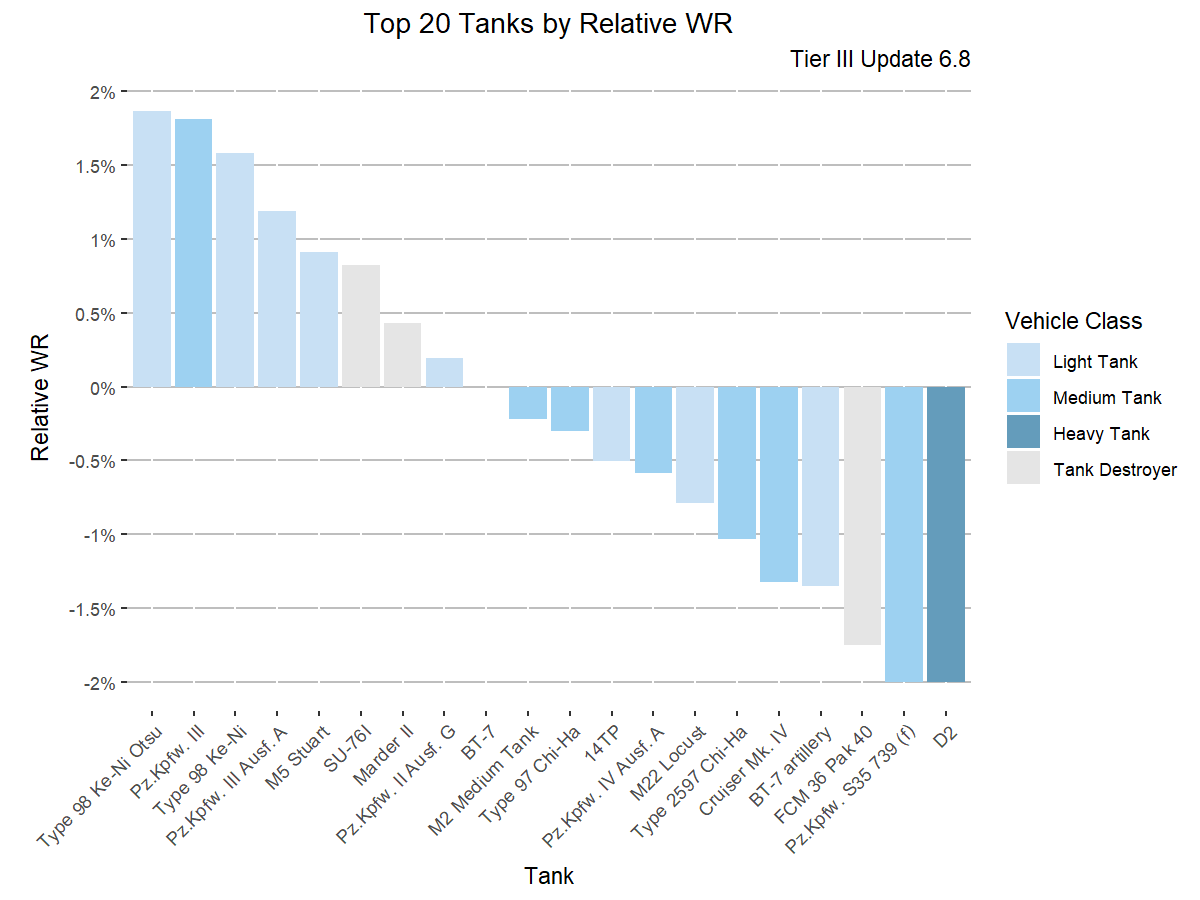 Top 20 Tanks by Relative WR
Tier III Update 6.8
2%
1.5%
1%
0.5%
0%
-0.5%
-1%
-1.5%
-2%
Relative WR
Type 98 Ke-Ni Otsu
Pz.Kpfw. III
Type 98 Ke-Ni
Pz.Kpfw. III Ausf. A
M5 Stuart
SU-76I
Marder II
Pz.Kpfw. II Ausf. G
BT-7
M2 Medium Tank
Type 97 Chi-Ha
14TP
Pz.Kpfw. IV Ausf. A
M22 Locust
Type 2597 Chi-Ha
Cruiser Mk. IV
BT-7 artillery
FCM 36 Pak 40
Pz.Kpfw. S35 739 (f)
D2
Tank
Vehicle Class
Light Tank
Medium Tank
Heavy Tank
Tank Destroyer